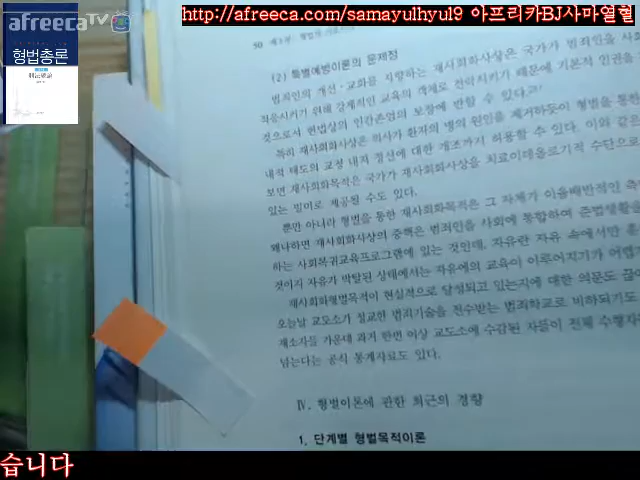 http://afreeca.com/samayulhyul9 아프리카BJ사마열혈
afreecaTV
형법총론
刑法總論
50 제1부
(2) 특별예방이론의 문제점
범죄인의 개선·교화를 지향하는 재사회화사상은 국가가 범죄인을 사회
적응시키기 위해 강제적인 교육의 객체로 전락시키기 때문에 기본적 인권을
것으로서 헌법상의 인간존엄의 보장에 반할 수 있다.
특히 재사회화사상은 의사가 환자의 병의 원인을 제거하듯이 형벌을 통한
내적 태도의 교정 내지 정신에 대한 개조까지 허용할 수 있다. 이와 같은
보면 재사회화목적은 국가가 재사회화사상을 치료이데올로기적 수단으로
있는 빌미로 제공될 수도 있다.
뿐만 아니라 형벌을 통한 재사회화목적은 그 자체가 이율배반적인 측
왜냐하면 재사회화사상의 중핵은 범죄인을 사회에 통합하여 준법생활을
하는 사회복귀교육프로그램에 있는 것인데, 자유란 자유 속에서만 훈
것이지 자유가 박탈된 상태에서는 자유에의 교육이 이루어지기가 어렵기
재사회화형벌목적이 현실적으로 달성되고 있는지에 대한 의문도 끊
오늘날 교도소가 정교한 범죄기술을 전수받는 범죄학교로 비하되기도
재소자들 가운데 과거 한번 이상 교도소에 수감된 자들이 전체 수형자
넘는다는 공식 통계자료도 있다.
Ⅳ. 형벌이론에 관한 최근의 경향
1. 단계별 형벌목적이론
습니다